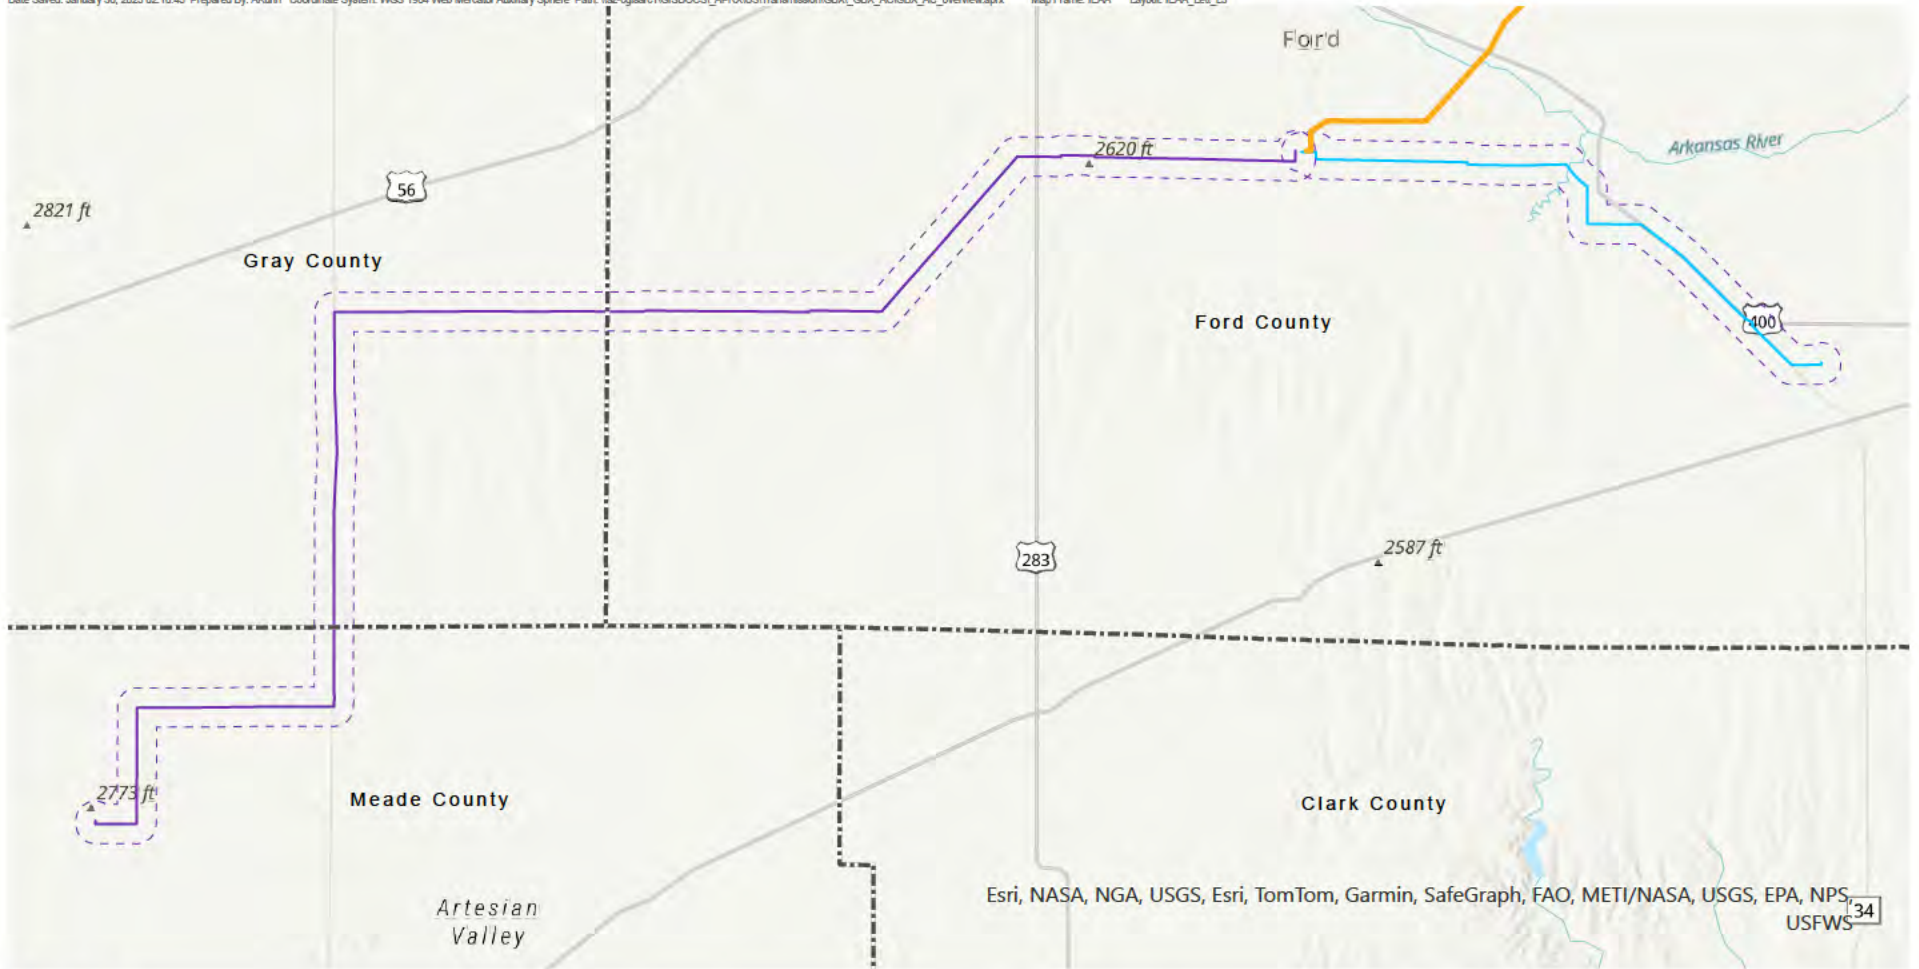 Ford
Arkansas River
2620 ft
56
2821 ft
Gray County
Ford County
400
283
2587 ft
2773 ft
Meade County
Clark County
Artesian
Valley
Esri, NASA, NGA, USGS, Esri, TomTom, Garmin, SafeGraph, FAO, METI/NASA, USGS, EPA, NPS,
USFWS
34